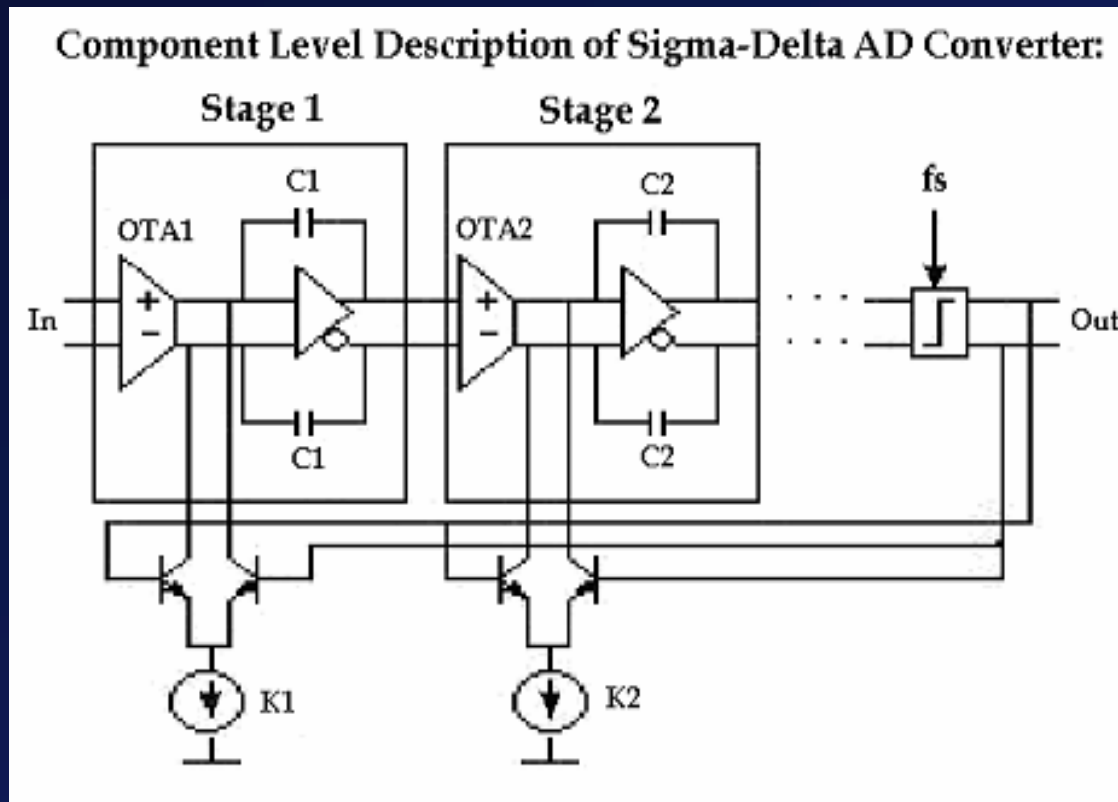 Component Level Description of Sigma-Delta AD Converter:
Stage 1
Stage 2
C1
C2
fs
OTA1
OTA2
+
+
In
-
-
. . .
. . .
Out
C1
C2
K1
K2